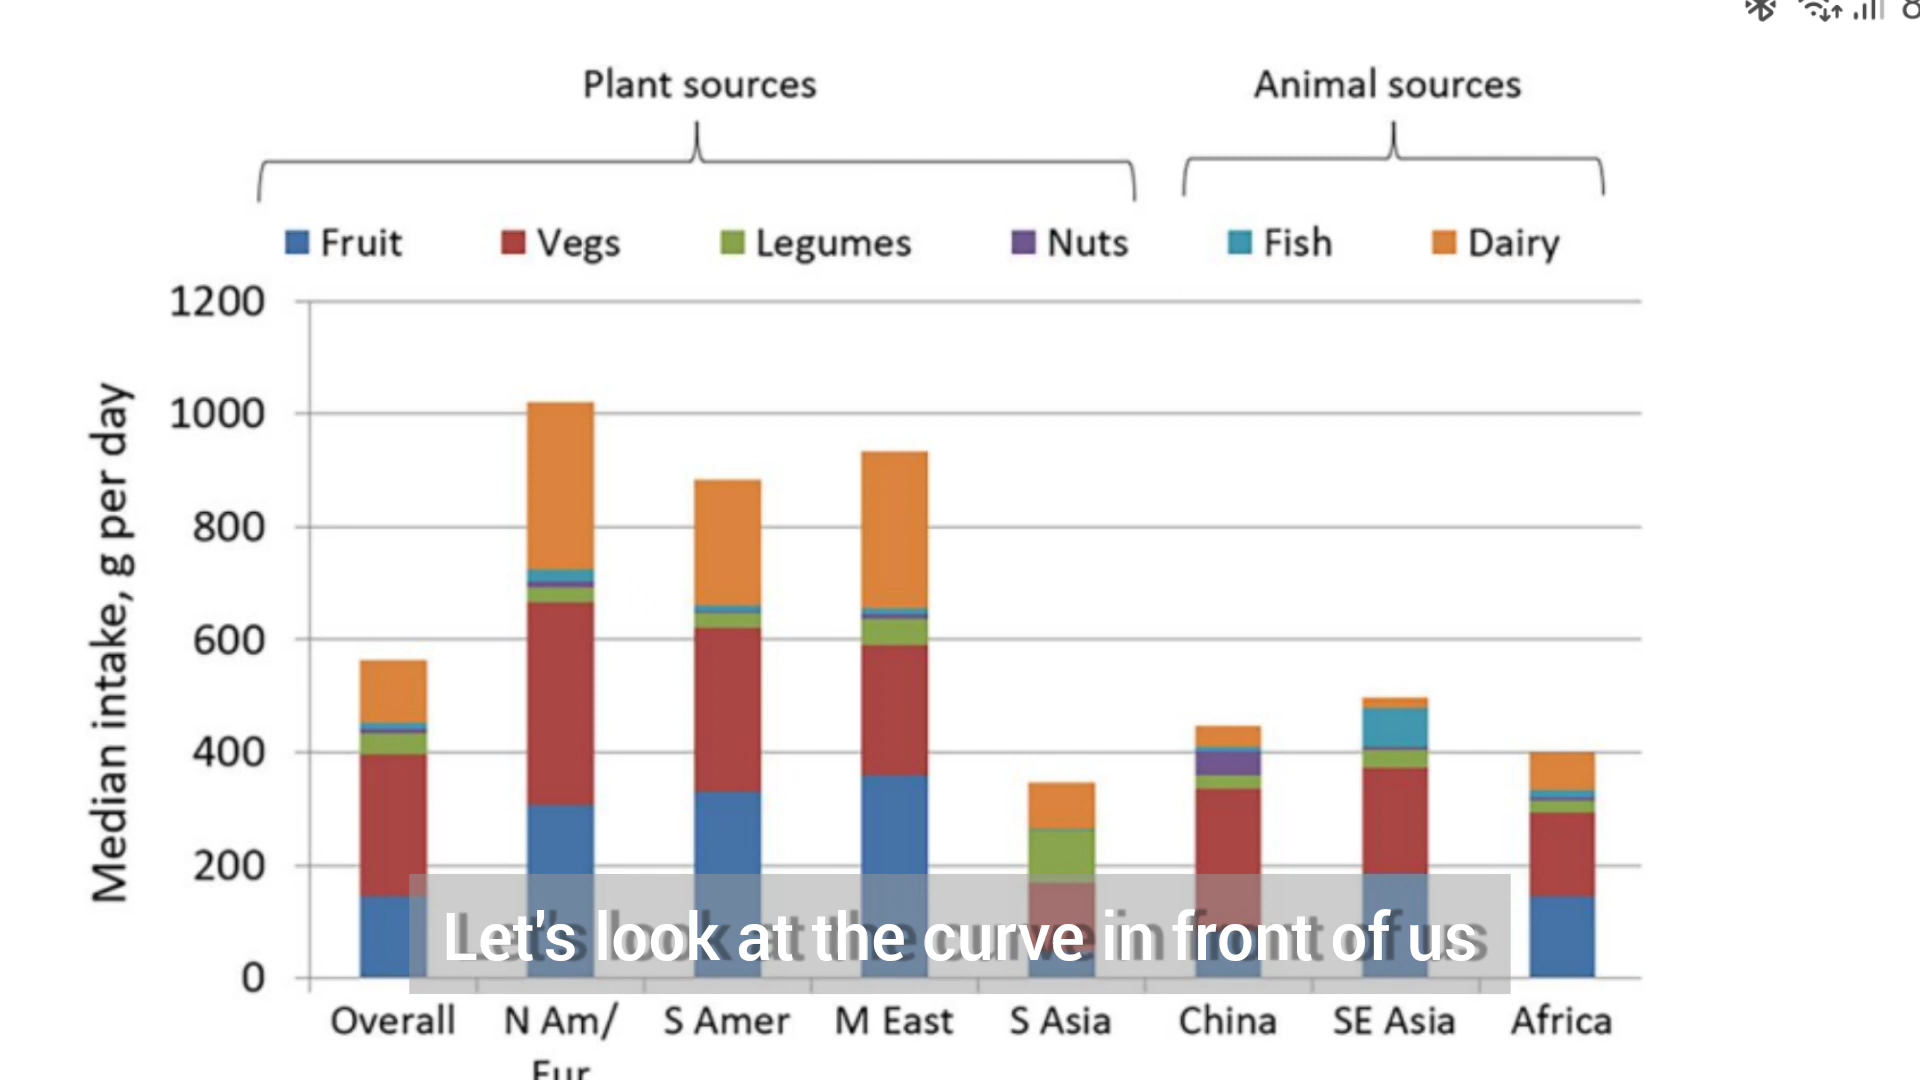 Plant sources
Animal sources
Fruit Vegs Legumes Nuts Fish Dairy
1200
1000
800
600
400
200
0
Median intake, g per day
Let's look at the curve in front of us
Overall N Am/ S Amer M East S Asia China SE Asia Africa
Eur